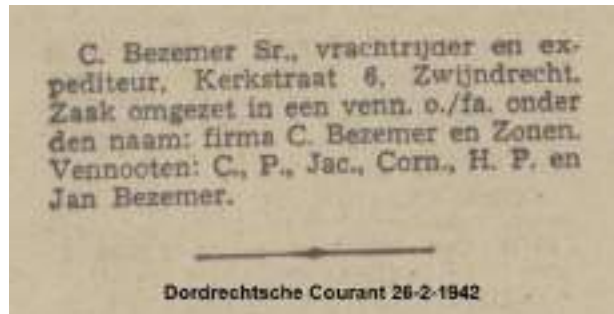 C. Bezemer Sr., vrachtrijder en ex-
pediteur, Kerkstraat 6, Zwijndrecht.
Zaak omgezet in een venn. o./fa. onder
den naam: firma C. Bezemer en Zonen.
Vennooten: C., P., Jac., Corn., H. P. en
Jan Bezemer.
Dordrechtsche Courant 26-2-1942